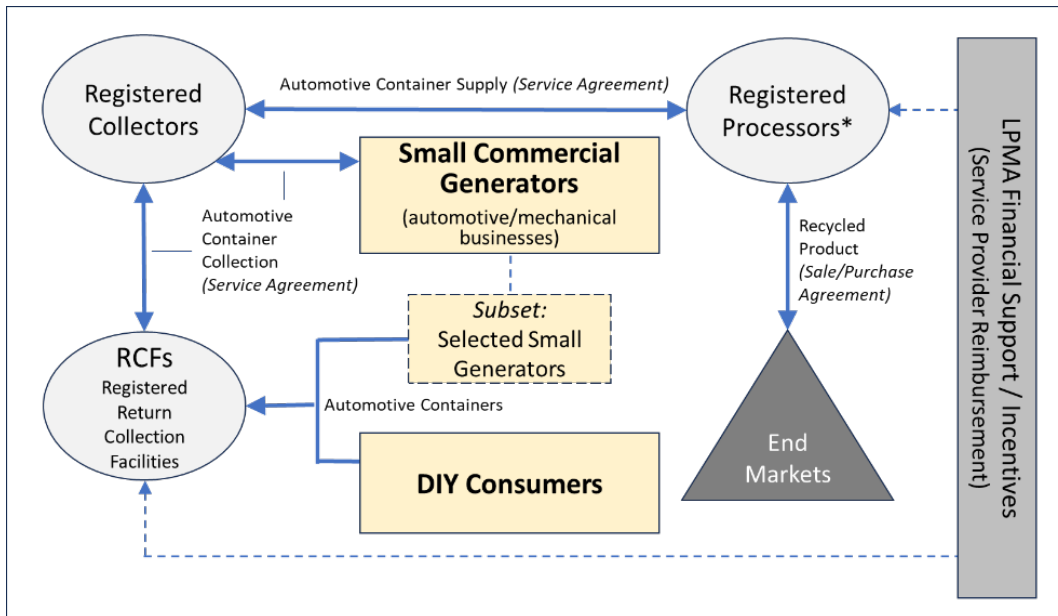 Registered
Collectors
Automotive Container Supply (Service Agreement)
Registered
Processors*
Small Commercial
Generators
(automotive/mechanical
businesses)
Automotive
Container
Collection
(Service Agreement)
Recycled
Product
(Sale/Purchase
Agreement)
Subset:
Selected Small
Generators
RCFs
Registered
Return
Collection
Facilities
Automotive Containers
DIY Consumers
End
Markets
LPMA Financial Support / Incentives
(Service Provider Reimbursement)